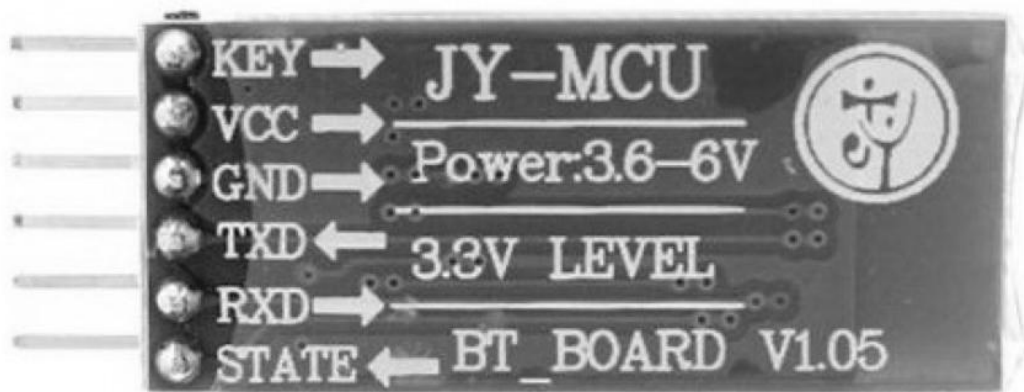 KEY
VCC
GND
TXD
RXD
STATE
JY-MCU
Power:3.6-6V
3.3V LEVEL
BT_BOARD V1.05